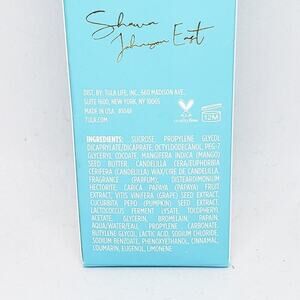 Shawn
Johnson East
DIST. BY: TULA LIFE, INC., 660 MADISON AVE.,
SUITE 1600, NEW YORK, NY 10065
MADE IN USA. #1048
TULA.COM
12M
INGREDIENTS: SUCROSE, PROPYLENE GLYCOL
DICAPRYLATE/DICAPRATE, OCTYLDODECANOL, PEG-7
GLYCERYL COCOATE, MANGIFERA INDICA (MANGO)
SEED BUTTER, CANDELILLA CERA/EUPHORBIA
CERIFERA (CANDELILLA) WAX/CIRE DE CANDELILLA,
FRAGRANCE (PARFUM), DISTEARDIMONIUM
HECTORITE, CARICA PAPAYA (PAPAYA) FRUIT
EXTRACT, VITIS VINIFERA (GRAPE) SEED EXTRACT,
CUCURBITA PEPO (PUMPKIN) SEED EXTRACT,
LACTOCOCCUS FERMENT LYSATE, TOCOPHERYL
ACETATE, GLYCERIN, BROMELAIN, PAPAIN,
AQUA/WATER/EAU, PROPYLENE CARBONATE,
BUTYLENE GLYCOL, LACTIC ACID, SODIUM CHLORIDE,
SODIUM BENZOATE, PHENOXYETHANOL, CINNAMAL,
COUMARIN, EUGENOL, LIMONENE